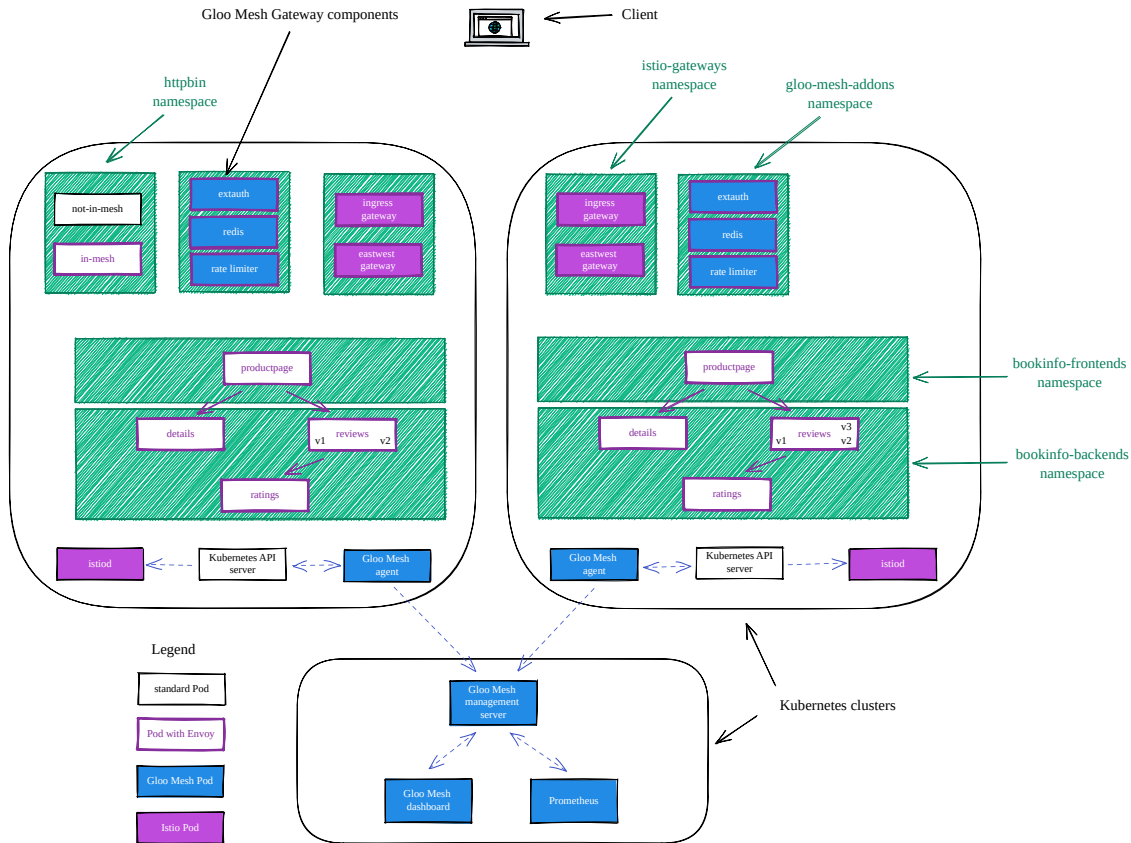 Gloo Mesh Gateway components
Client
httpbin
namespace
istio-gateways
namespace
gloo-mesh-addons
namespace
not-in-mesh
in-mesh
extauth
redis
rate limiter
ingress
gateway
eastwest
gateway
ingress
gateway
eastwest
gateway
extauth
redis
rate limiter
productpage
details
reviews
v1
v2
ratings
productpage
details
reviews
v1
v3
v2
ratings
bookinfo-frontends
namespace
bookinfo-backends
namespace
istiod
Kubernetes API
server
Gloo Mesh
agent
Gloo Mesh
agent
Kubernetes API
server
istiod
Legend
standard Pod
Pod with Envoy
Gloo Mesh Pod
Istio Pod
Gloo Mesh
management
server
Gloo Mesh
dashboard
Prometheus
Kubernetes clusters